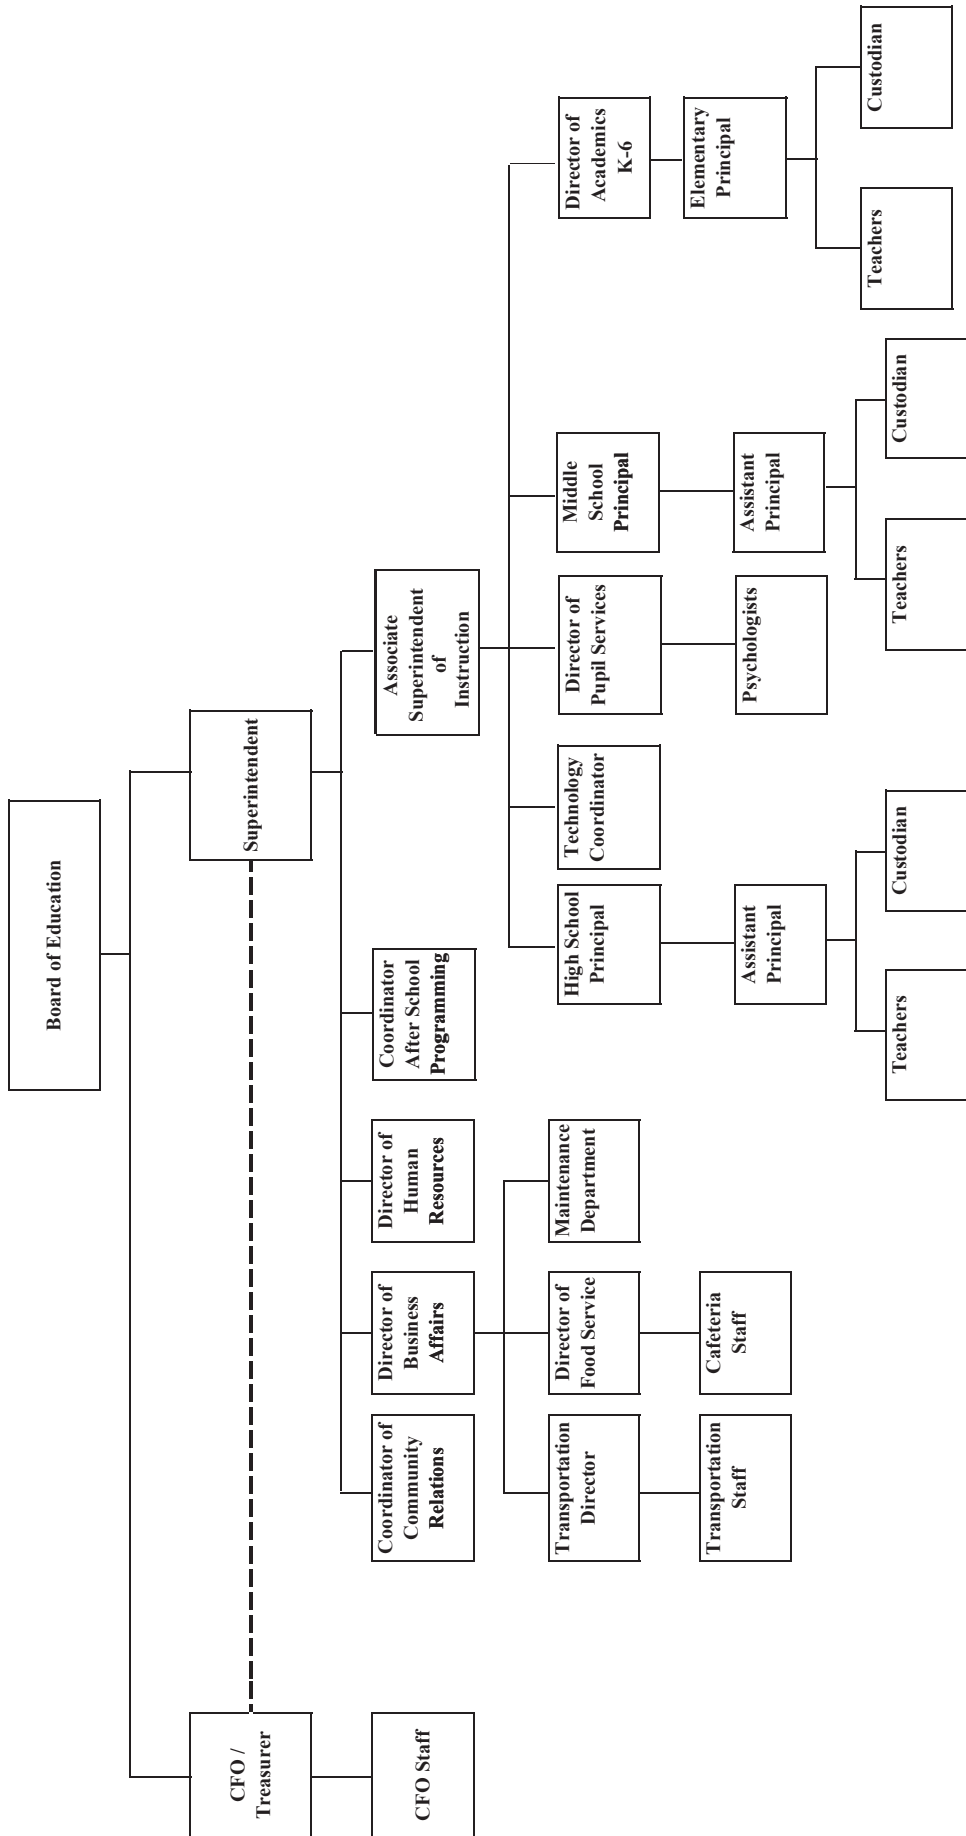 Board of Education
CFO /
Treasurer
Superintendent
CFO Staff
Coordinator of
Community
Relations
Director of
Business
Affairs
Director of
Human
Resources
Coordinator
After School
Programming
Associate
Superintendent
of
Instruction
Transportation
Director
Director of
Food Service
Maintenance
Department
High School
Principal
Technology
Coordinator
Director of
Pupil Services
Middle
School
Principal
Director of
Academics
K-6
Transportation
Staff
Cafeteria
Staff
Assistant
Principal
Psychologists
Assistant
Principal
Elementary
Principal
Teachers
Custodian
Teachers
Custodian
Teachers
Custodian